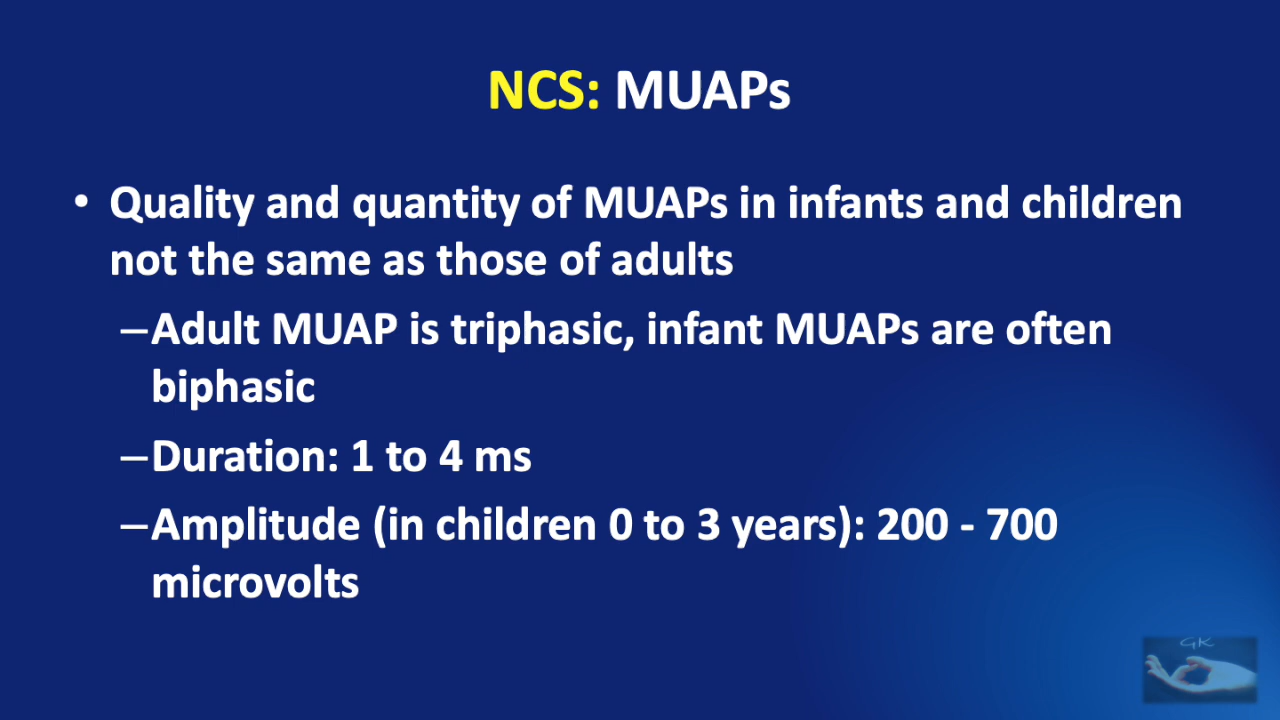 NCS: MUAPs
• Quality and quantity of MUAPs in infants and children
not the same as those of adults
–Adult MUAP is triphasic, infant MUAPs are often
biphasic
–Duration: 1 to 4 ms
–Amplitude (in children 0 to 3 years): 200 - 700
microvolts
GK